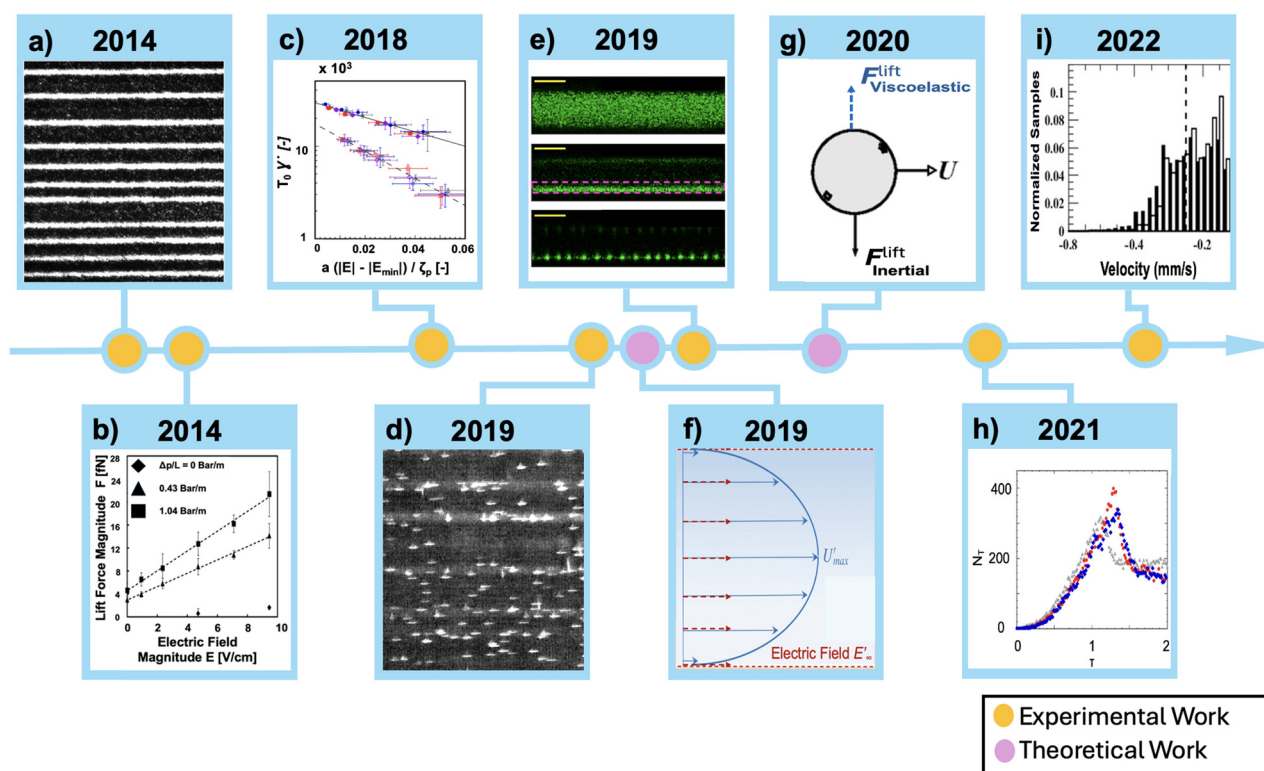 a) 2014
c) 2018
x 10³
T₀ γ̇ [-]
10
1
0 0.02 0.04 0.06
a (|E| - |Emin|) / ζp [-]
e) 2019
g) 2020
F lift Viscoelastic
U
F lift Inertial
i) 2022
Normalized Samples
0.1
0.08
0.06
0.04
0.02
0
-0.8 -0.4 -0.2
Velocity (mm/s)
b) 2014
Lift Force Magnitude F [fN]
28
24
20
16
12
8
4
0
Δp/L = 0 Bar/m
0.43 Bar/m
1.04 Bar/m
0 2 4 6 8 10
Electric Field
Magnitude E [V/cm]
d) 2019
f) 2019
U′max
Electric Field E′∞
h) 2021
NT
400
200
0
0 1 2
T
Experimental Work
Theoretical Work